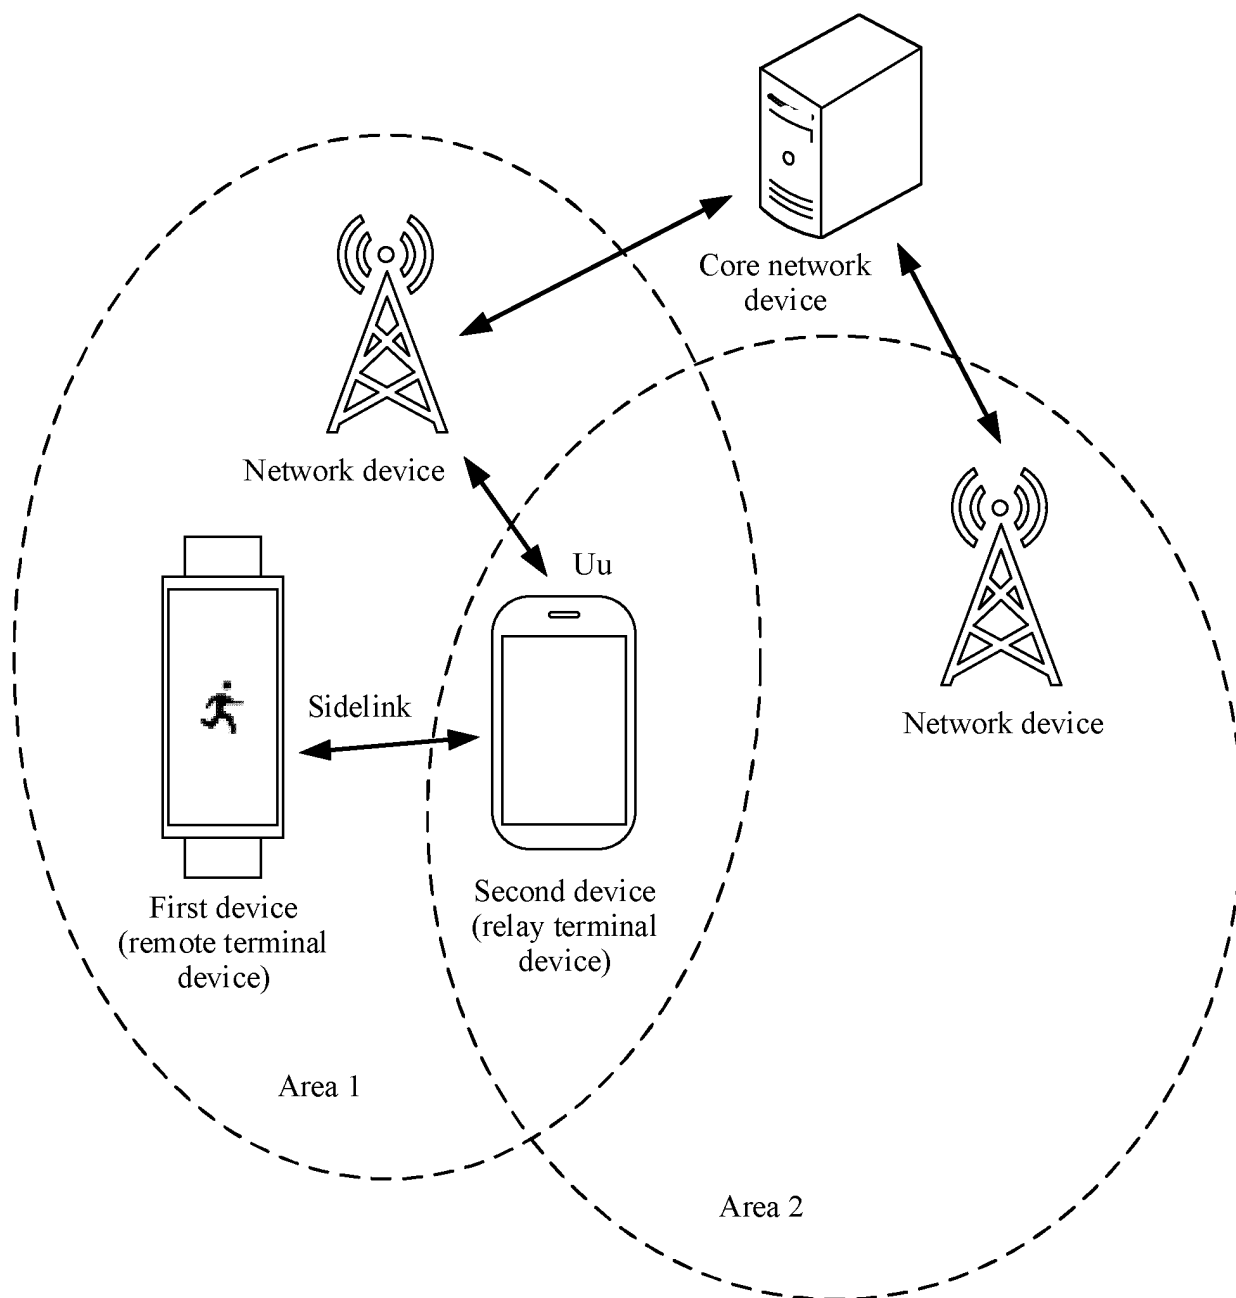 Core network
device
Network device
Uu
Sidelink
Network device
First device
(remote terminal
device)
Second device
(relay terminal
device)
Area 1
Area 2